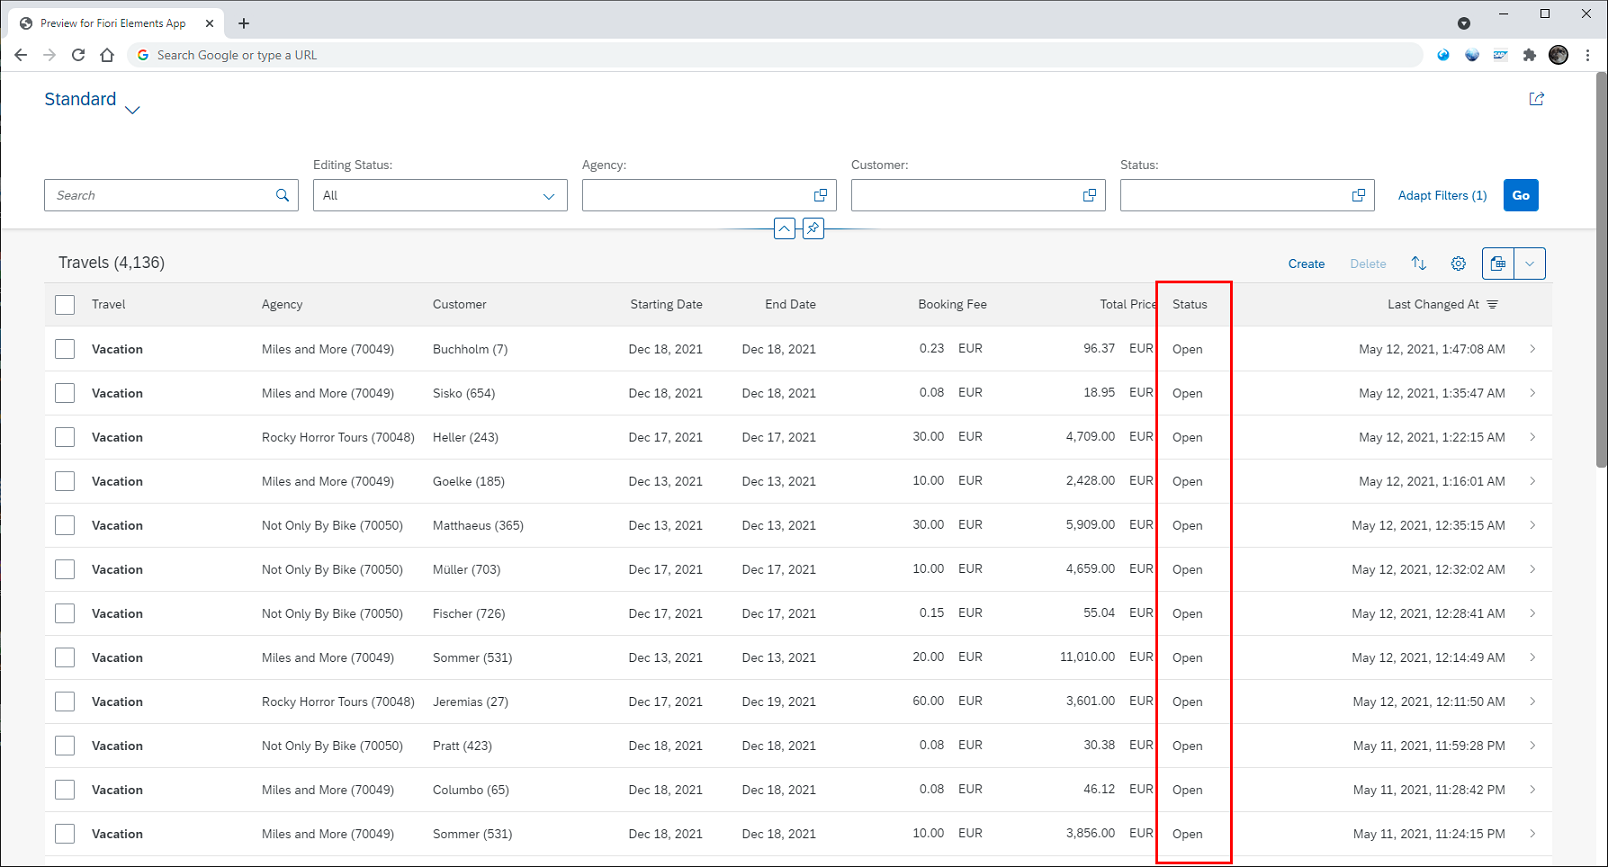 Preview for Fiori Elements App
Search Google or type a URL
Standard
Editing Status: Agency: Customer: Status:
Search All Adapt Filters (1) Go
Travels (4,136) Create Delete
Travel Agency Customer Starting Date End Date Booking Fee Total Price Status Last Changed At
Vacation Miles and More (70049) Buchholm (7) Dec 18, 2021 Dec 18, 2021 0.23 EUR 96.37 EUR Open May 12, 2021, 1:47:08 AM
Vacation Miles and More (70049) Sisko (654) Dec 18, 2021 Dec 18, 2021 0.08 EUR 18.95 EUR Open May 12, 2021, 1:35:47 AM
Vacation Rocky Horror Tours (70048) Heller (243) Dec 17, 2021 Dec 17, 2021 30.00 EUR 4,709.00 EUR Open May 12, 2021, 1:22:15 AM
Vacation Miles and More (70049) Goelke (185) Dec 13, 2021 Dec 13, 2021 10.00 EUR 2,428.00 EUR Open May 12, 2021, 1:16:01 AM
Vacation Not Only By Bike (70050) Matthaeus (365) Dec 13, 2021 Dec 13, 2021 30.00 EUR 5,909.00 EUR Open May 12, 2021, 12:35:15 AM
Vacation Not Only By Bike (70050) Müller (703) Dec 17, 2021 Dec 17, 2021 10.00 EUR 4,659.00 EUR Open May 12, 2021, 12:32:02 AM
Vacation Not Only By Bike (70050) Fischer (726) Dec 17, 2021 Dec 17, 2021 0.15 EUR 55.04 EUR Open May 12, 2021, 12:28:41 AM
Vacation Miles and More (70049) Sommer (531) Dec 13, 2021 Dec 13, 2021 20.00 EUR 11,010.00 EUR Open May 12, 2021, 12:14:49 AM
Vacation Rocky Horror Tours (70048) Jeremias (27) Dec 17, 2021 Dec 19, 2021 60.00 EUR 3,601.00 EUR Open May 12, 2021, 12:11:50 AM
Vacation Not Only By Bike (70050) Pratt (423) Dec 18, 2021 Dec 18, 2021 0.08 EUR 30.38 EUR Open May 11, 2021, 11:59:28 PM
Vacation Miles and More (70049) Columbo (65) Dec 18, 2021 Dec 18, 2021 0.08 EUR 46.12 EUR Open May 11, 2021, 11:28:42 PM
Vacation Miles and More (70049) Sommer (531) Dec 18, 2021 Dec 18, 2021 10.00 EUR 3,856.00 EUR Open May 11, 2021, 11:24:15 PM